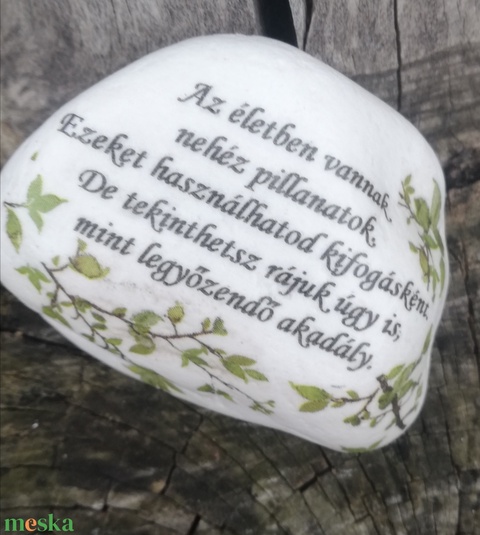 Az életben vannak
nehéz pillanatok,
Ezeket használhatod kifogásként.
De tekinthetsz rájuk úgy is,
mint legyőzendő akadály.
meska